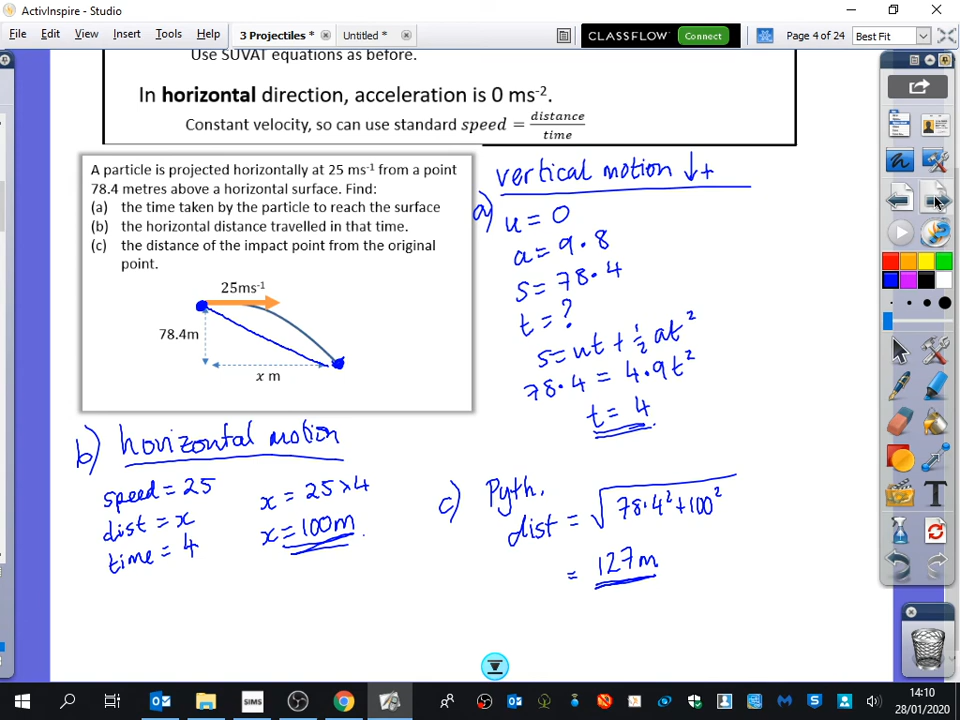 ActivInspire - Studio
File Edit View Insert Tools Help
3 Projectiles * Untitled *
CLASSFLOW Connect
Page 4 of 24 Best Fit
Use SUVAT equations as before.
In horizontal direction, acceleration is 0 ms⁻².
Constant velocity, so can use standard speed = distance / time
A particle is projected horizontally at 25 ms⁻¹ from a point
78.4 metres above a horizontal surface. Find:
(a) the time taken by the particle to reach the surface
(b) the horizontal distance travelled in that time.
(c) the distance of the impact point from the original
point.
25ms⁻¹
78.4m
x m
vertical motion ↓+
a) u = 0
a = 9.8
s = 78.4
t = ?
s = ut + ½at²
78.4 = 4.9t²
t = 4
b) horizontal motion
speed = 25
dist = x
time = 4
x = 25×4
x = 100m
c) Pyth.
dist = √78.4²+100²
= 127m
T
SIMS
14:10
28/01/2020